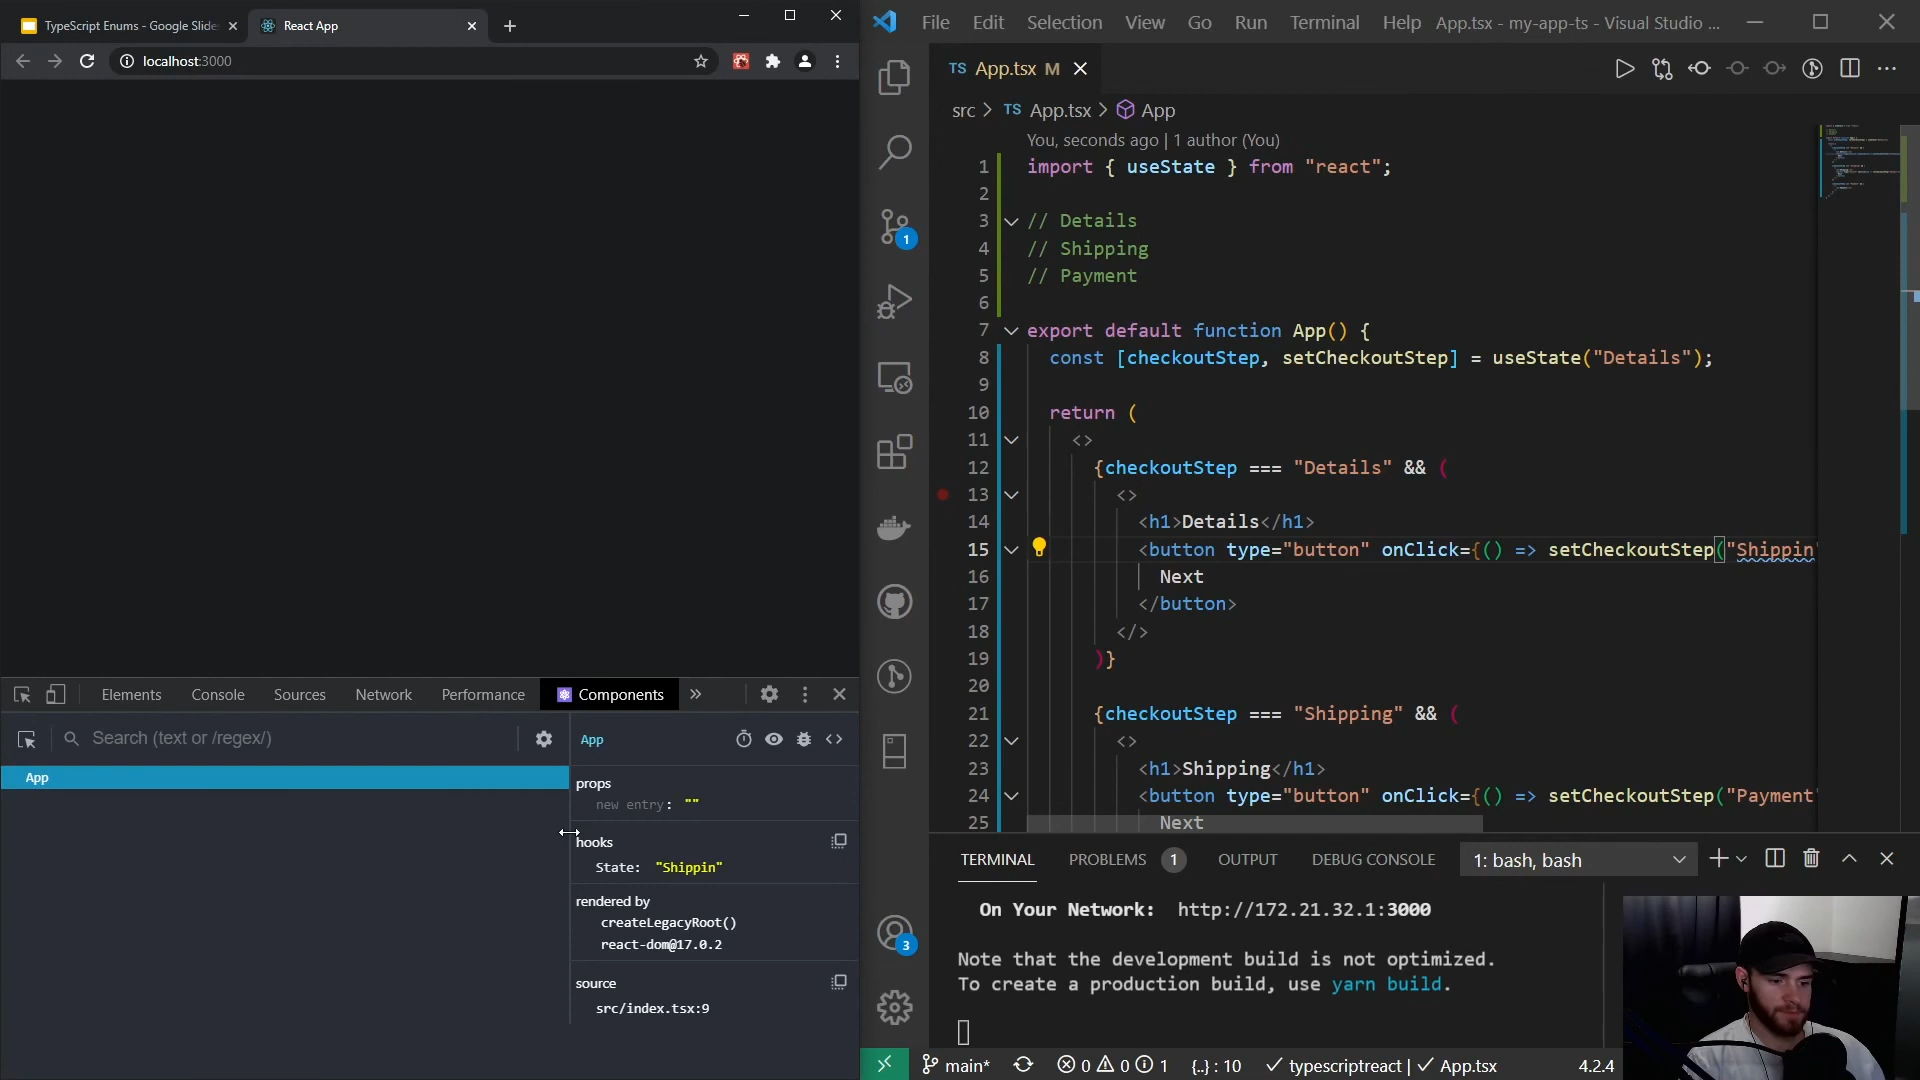 TypeScript Enums - Google Slide
React App
localhost:3000
File Edit Selection View Go Run Terminal Help App.tsx - my-app-ts - Visual Studio ...
TS App.tsx M
src > TS App.tsx > App
You, seconds ago | 1 author (You)
1 import { useState } from "react";
2
3 // Details
4 // Shipping
5 // Payment
6
7 export default function App() {
8 const [checkoutStep, setCheckoutStep] = useState("Details");
9
10 return (
11 <>
12 {checkoutStep === "Details" && (
13 <>
14 <h1>Details</h1>
15 <button type="button" onClick={() => setCheckoutStep("Shippin"
16 Next
17 </button>
18 </>
19 )}
20
21 {checkoutStep === "Shipping" && (
22 <>
23 <h1>Shipping</h1>
24 <button type="button" onClick={() => setCheckoutStep("Payment"
25 Next
1
3
Elements Console Sources Network Performance Components »
Search (text or /regex/)
App
App
props
new entry: ""
hooks
State: "Shippin"
rendered by
createLegacyRoot()
react-dom@17.0.2
source
src/index.tsx:9
TERMINAL PROBLEMS 1 OUTPUT DEBUG CONSOLE 1: bash, bash
On Your Network: http://172.21.32.1:3000
Note that the development build is not optimized.
To create a production build, use yarn build.
main* 0 0 1 {..} : 10 typescriptreact | App.tsx 4.2.4